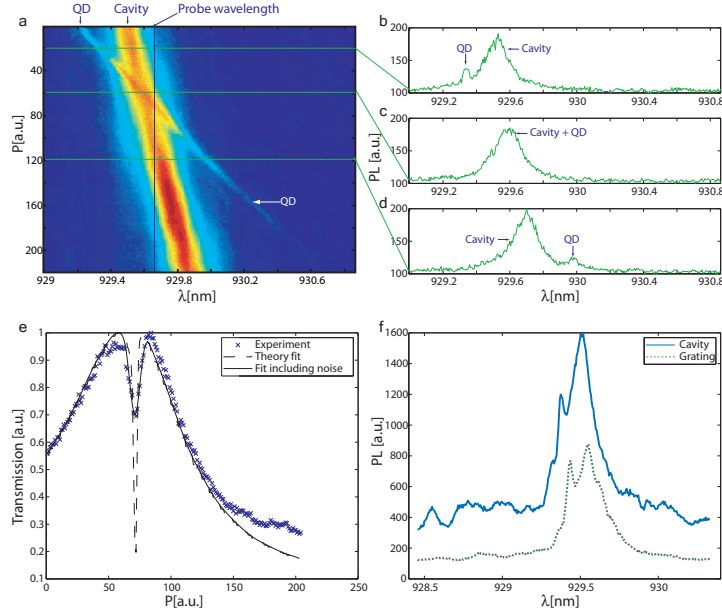 QD Cavity Probe wavelength
a
P[a.u.]
40
80
120
160
200
QD
929 929.4 929.8 930.2 930.6
λ[nm]
b
200
150
100
QD
Cavity
929.2 929.6 930 930.4 930.8
c
200
150
100
PL [a.u.]
Cavity + QD
929.2 929.6 930 930.4 930.8
d
200
150
100
Cavity
QD
929.2 929.6 930 930.4 930.8
λ[nm]
e
Transmission [a.u.]
1
0.9
0.8
0.7
0.6
0.5
0.4
0.3
0.2
0.1
Experiment
Theory fit
Fit including noise
0 50 100 150 200 250
P[a.u.]
f
PL [a.u.]
1600
1400
1200
1000
800
600
400
200
0
Cavity
Grating
928.5 929 929.5 930
λ[nm]